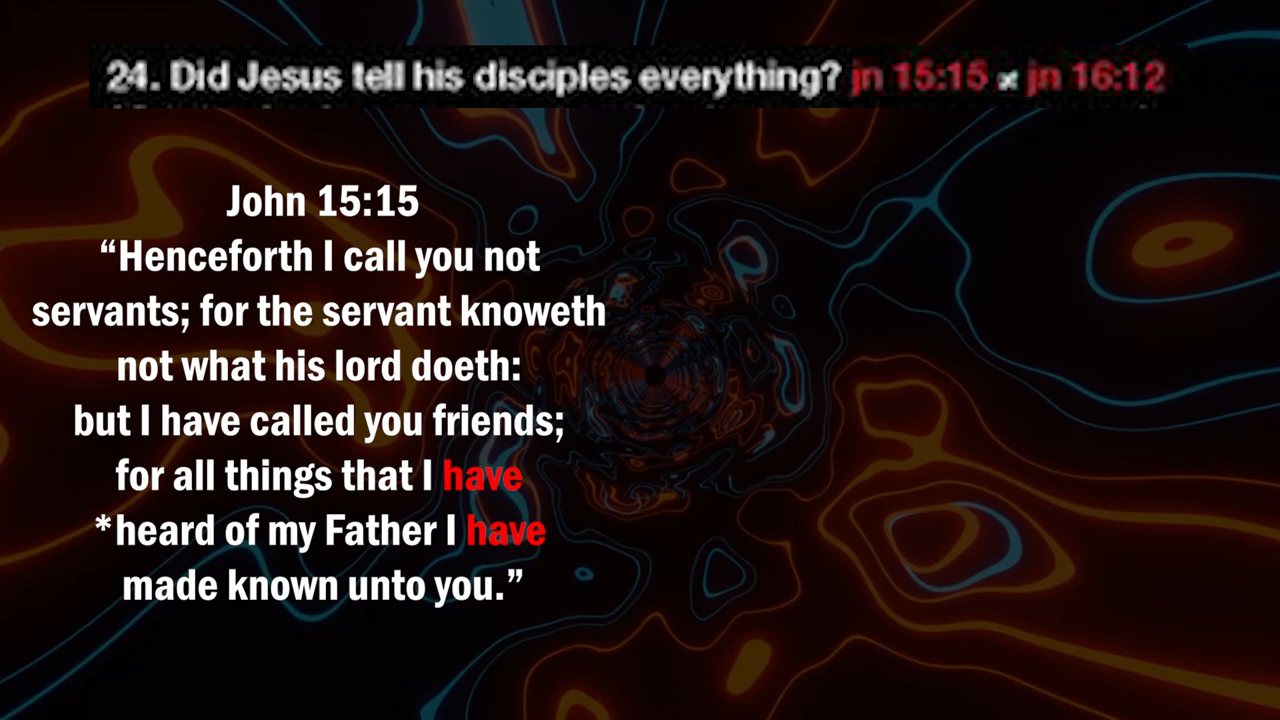 24. Did Jesus tell his disciples everything? jn 15:15 x jn 16:12
John 15:15
“Henceforth I call you not
servants; for the servant knoweth
not what his lord doeth:
but I have called you friends;
for all things that I have
*heard of my Father I have
made known unto you.”